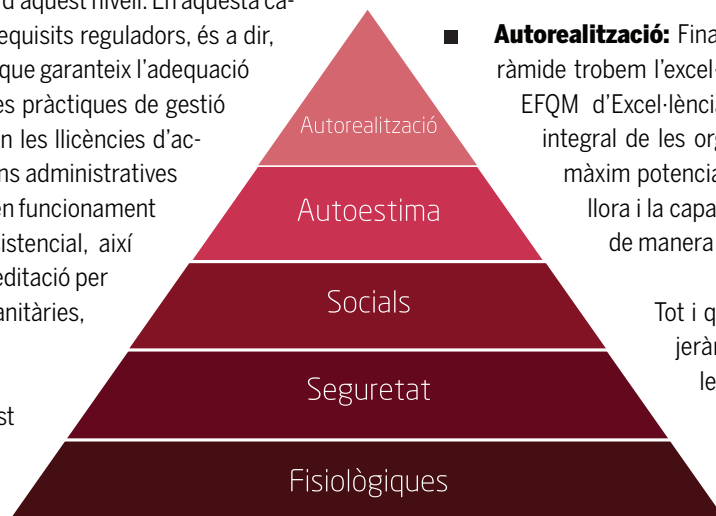 d'aquest nivell. En aquesta ca-
equisits reguladors, és a dir,
que garanteix l'adequació
es pràctiques de gestió
n les llicències d'ac-
ns administratives
en funcionament
istencial, així
editació per
anitàries,
st
■ Autorealització: Fina
ràmide trobem l'excel·
EFQM d'Excel·lència
integral de les org
màxim potencia
llora i la capa
de manera
Tot i q
jeràr
le
Autorealització
Autoestima
Socials
Seguretat
Fisiològiques